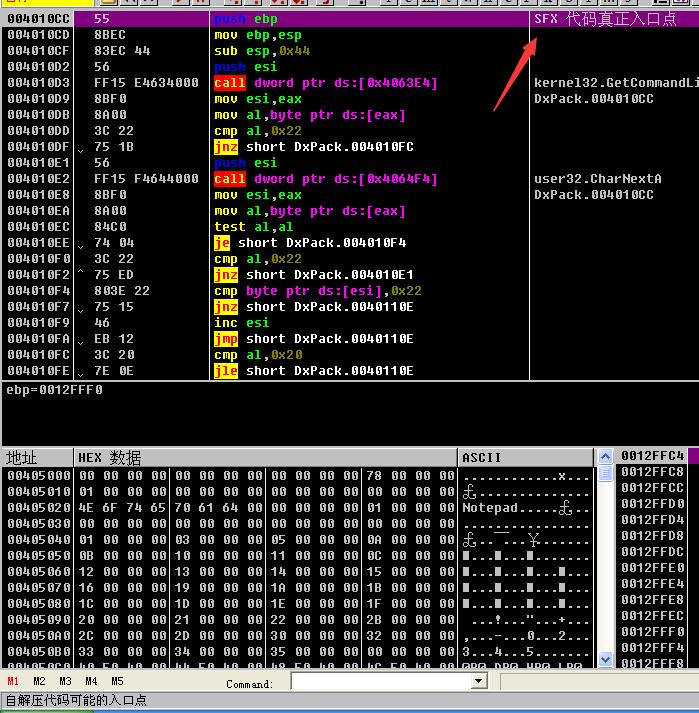 004010CC 55 push ebp SFX 代码真正入口点
004010CD 8BEC mov ebp,esp
004010CF 83EC 44 sub esp,0x44
004010D2 56 push esi
004010D3 FF15 E4634000 call dword ptr ds:[0x4063E4] kernel32.GetCommandLi
004010D9 8BF0 mov esi,eax DxPack.004010CC
004010DB 8A00 mov al,byte ptr ds:[eax]
004010DD 3C 22 cmp al,0x22
004010DF 75 1B jnz short DxPack.004010FC
004010E1 56 push esi
004010E2 FF15 F4644000 call dword ptr ds:[0x4064F4] user32.CharNextA
004010E8 8BF0 mov esi,eax DxPack.004010CC
004010EA 8A00 mov al,byte ptr ds:[eax]
004010EC 84C0 test al,al
004010EE 74 04 je short DxPack.004010F4
004010F0 3C 22 cmp al,0x22
004010F2 75 ED jnz short DxPack.004010E1
004010F4 803E 22 cmp byte ptr ds:[esi],0x22
004010F7 75 15 jnz short DxPack.0040110E
004010F9 46 inc esi
004010FA EB 12 jmp short DxPack.0040110E
004010FC 3C 20 cmp al,0x20
004010FE 7E 0E jle short DxPack.0040110E
ebp=0012FFF0
地址 HEX 数据 ASCII 0012FFC4
00405000 00 00 00 00 00 00 00 00 00 00 00 00 78 00 00 00 ............x... 0012FFC8
00405010 01 00 00 00 00 00 00 00 00 00 00 00 00 00 00 00 0012FFCC
00405020 4E 6F 74 65 70 61 64 00 00 00 00 00 01 00 00 00 Notepad..... 0012FFD0
00405030 00 00 00 00 00 00 00 00 00 00 00 00 00 00 00 00 ................ 0012FFD4
00405040 01 00 00 00 03 00 00 00 05 00 00 00 0A 00 00 00 0012FFD8
00405050 0B 00 00 00 10 00 00 00 11 00 00 00 0C 00 00 00 0012FFDC
00405060 12 00 00 00 13 00 00 00 14 00 00 00 15 00 00 00 0012FFE0
00405070 16 00 00 00 19 00 00 00 1A 00 00 00 1B 00 00 00 0012FFE4
00405080 1C 00 00 00 1D 00 00 00 1E 00 00 00 1F 00 00 00 0012FFE8
00405090 20 00 00 00 21 00 00 00 22 00 00 00 2B 00 00 00 ...!..."...+... 0012FFEC
004050A0 2C 00 00 00 2D 00 00 00 30 00 00 00 32 00 00 00 ,...-...0...2... 0012FFF0
004050B0 33 00 00 00 34 00 00 00 35 00 00 00 00 00 00 00 3...4...5....... 0012FFF4
0012FFF8
M1 M2 M3 M4 M5 Command:
自解压代码可能的入口点